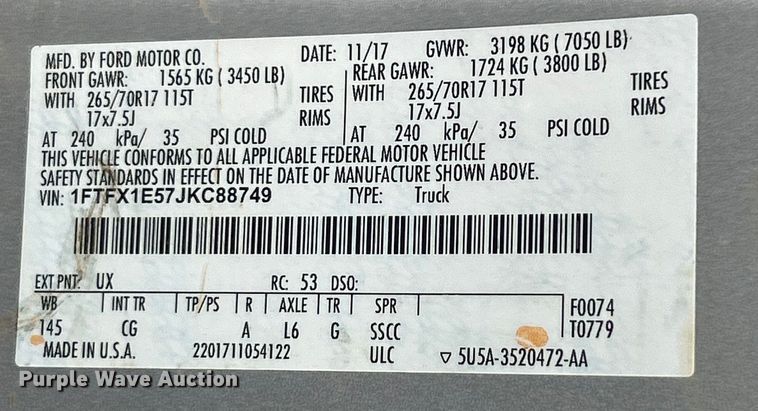 MFD. BY FORD MOTOR CO. DATE: 11/17 GVWR: 3198 KG ( 7050 LB)
FRONT GAWR: 1565 KG ( 3450 LB) REAR GAWR: 1724 KG ( 3800 LB)
WITH 265/70R17 115T TIRES WITH 265/70R17 115T TIRES
17x7.5J RIMS 17x7.5J RIMS
AT 240 kPa/ 35 PSI COLD AT 240 kPa/ 35 PSI COLD
THIS VEHICLE CONFORMS TO ALL APPLICABLE FEDERAL MOTOR VEHICLE
SAFETY STANDARDS IN EFFECT ON THE DATE OF MANUFACTURE SHOWN ABOVE.
VIN: 1FTFX1E57JKC88749 TYPE: Truck
EXT PNT: UX RC: 53 DSO:
WB INT TR TP/PS R AXLE TR SPR F0074
145 CG A L6 G SSCC T0779
MADE IN U.S.A. 2201711054122 ULC ▽ 5U5A-3520472-AA
Purple Wave Auction